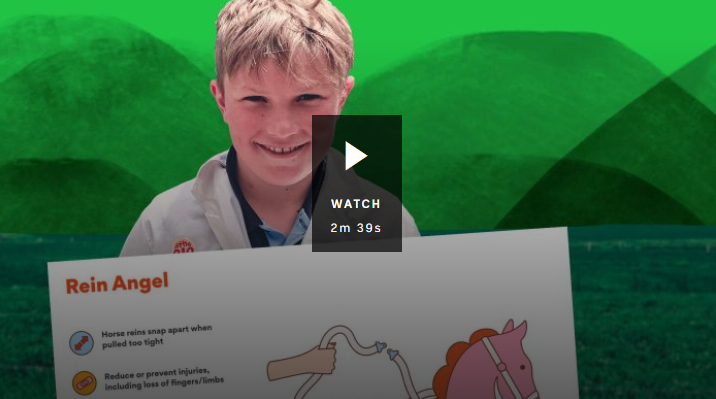 WATCH
2m 39s
Rein Angel
Horse reins snap apart when
pulled too tight
Reduce or prevent injuries,
including loss of fingers/limbs